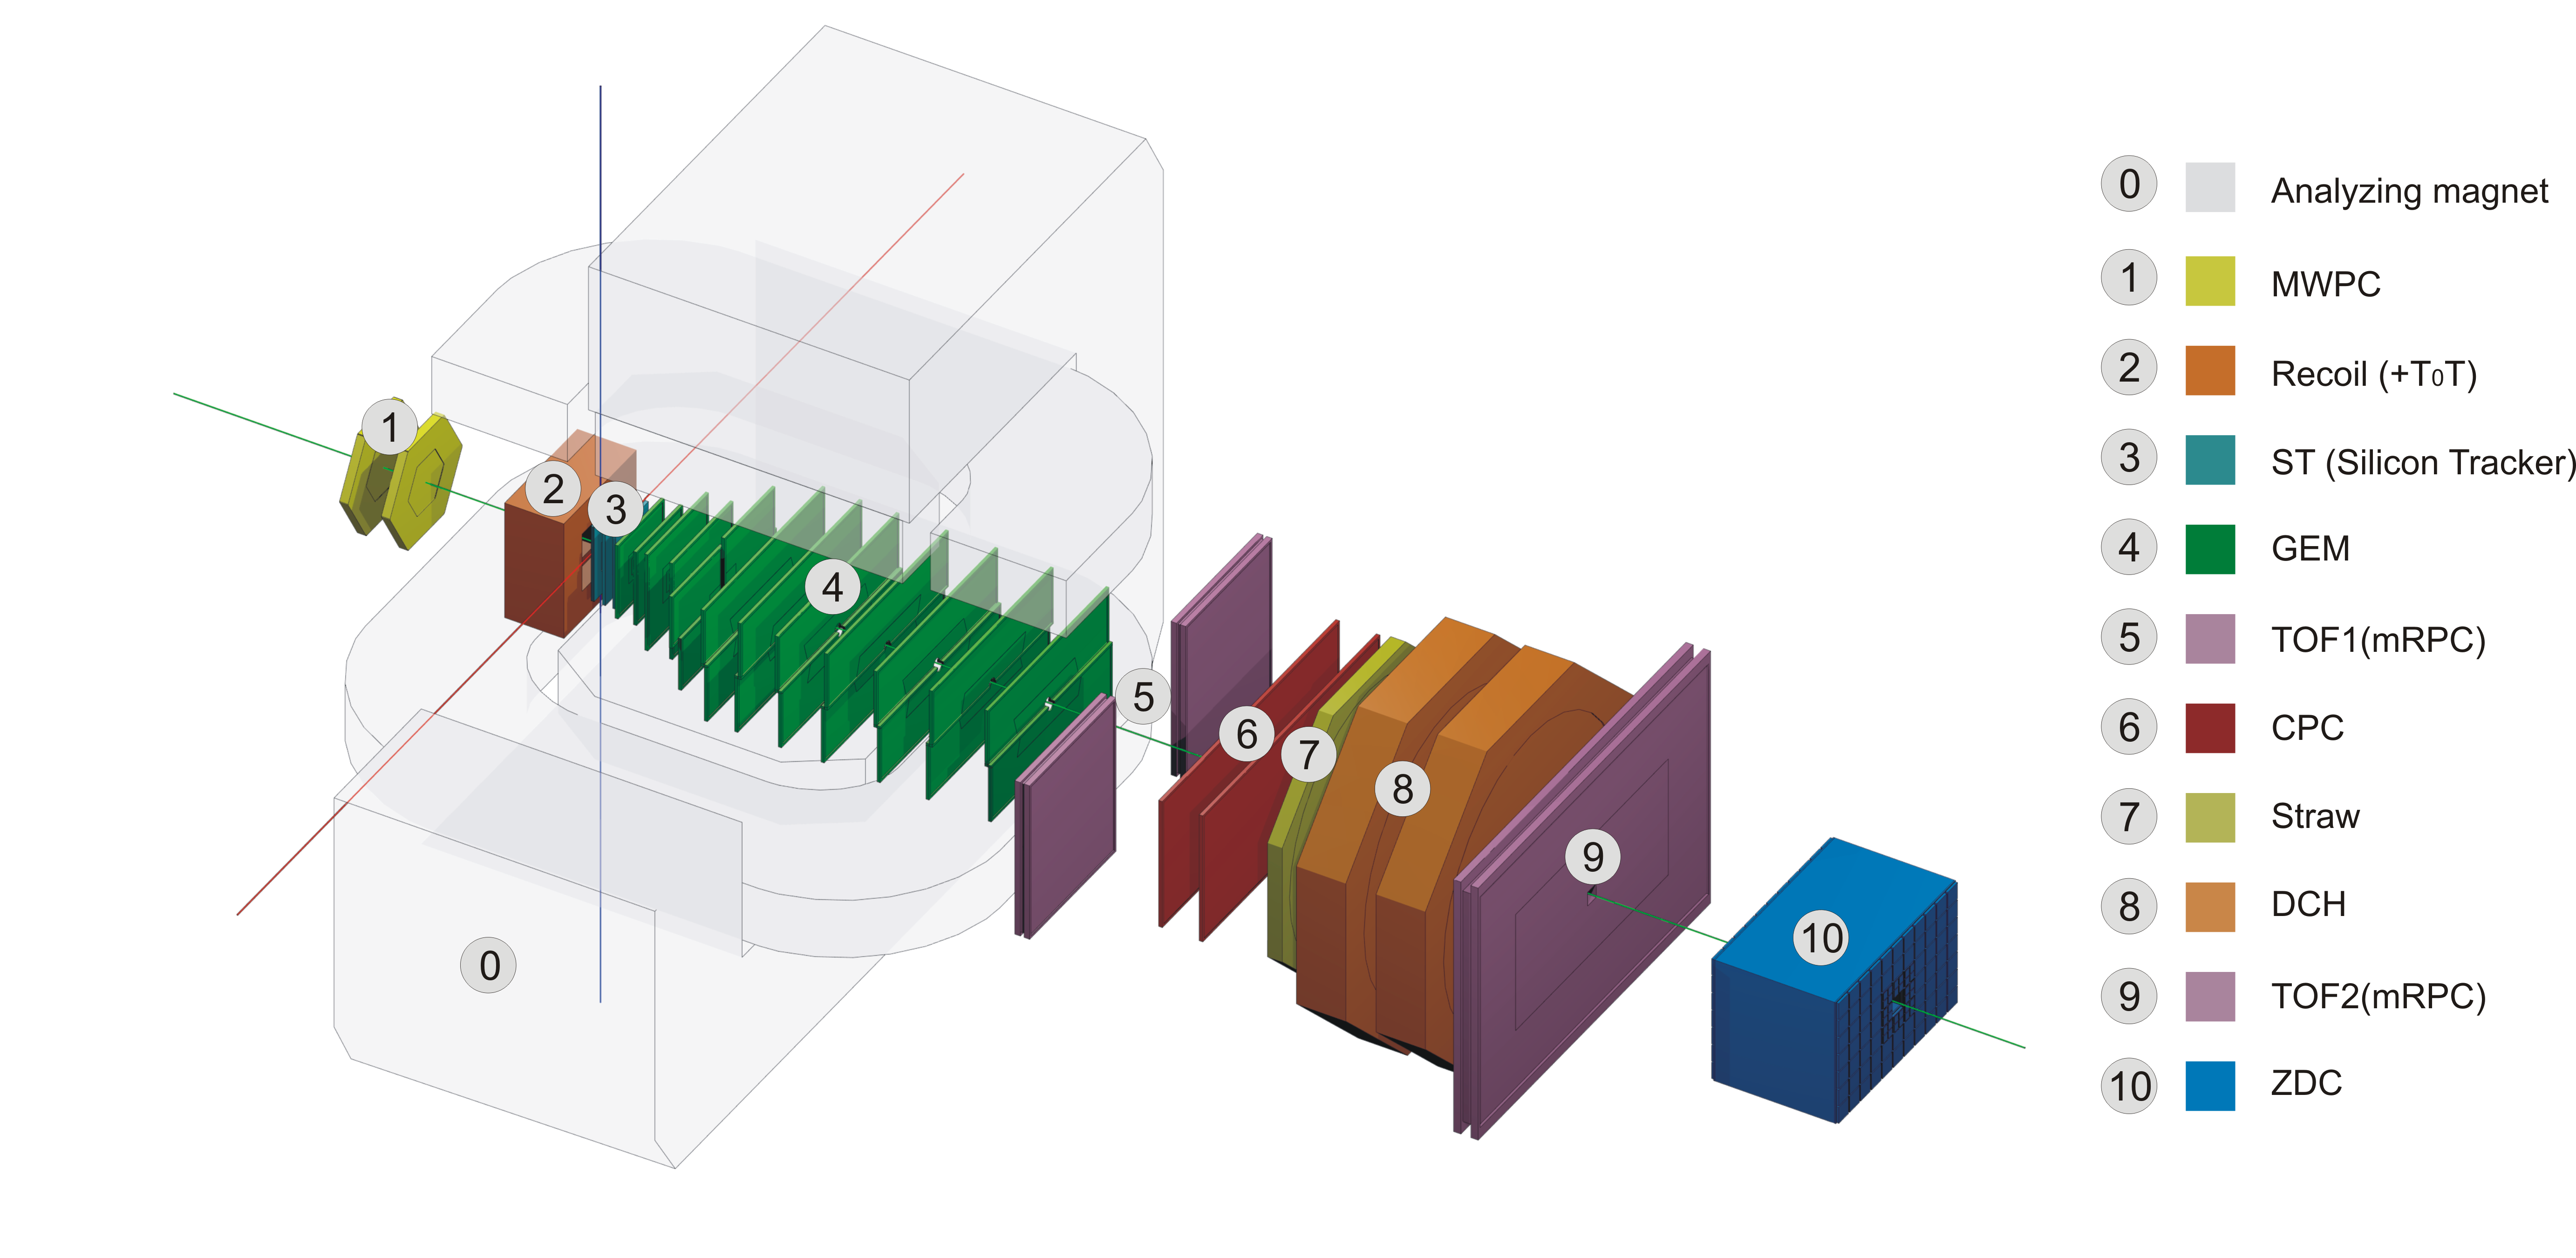 0 Analyzing magnet
1 MWPC
2 Recoil (+T0T)
3 ST (Silicon Tracker)
4 GEM
5 TOF1(mRPC)
6 CPC
7 Straw
8 DCH
9 TOF2(mRPC)
10 ZDC
1
2
3
4
5
6
7
8
9
10
0